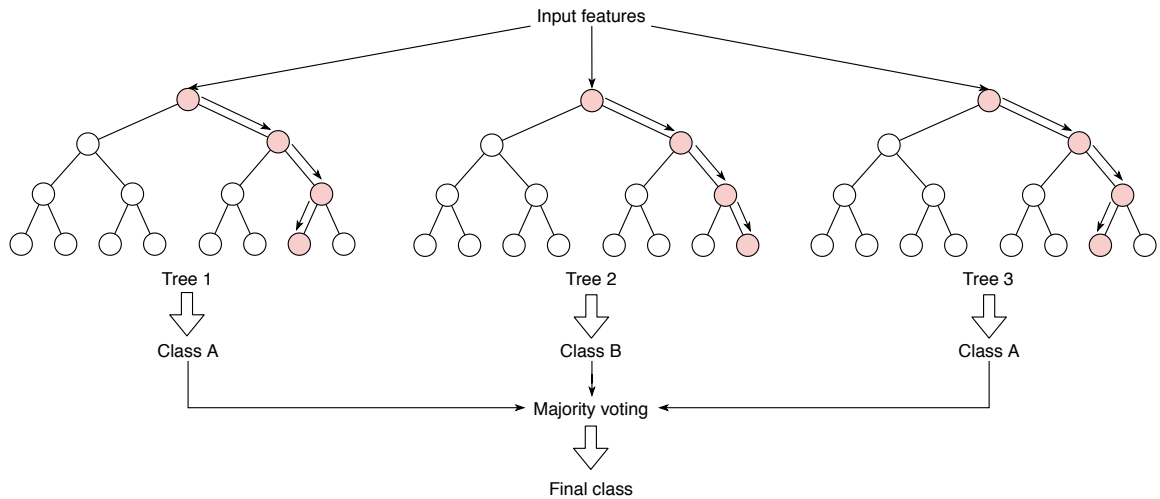 Input features
Tree 1
Tree 2
Tree 3
Class A
Class B
Class A
Majority voting
Final class